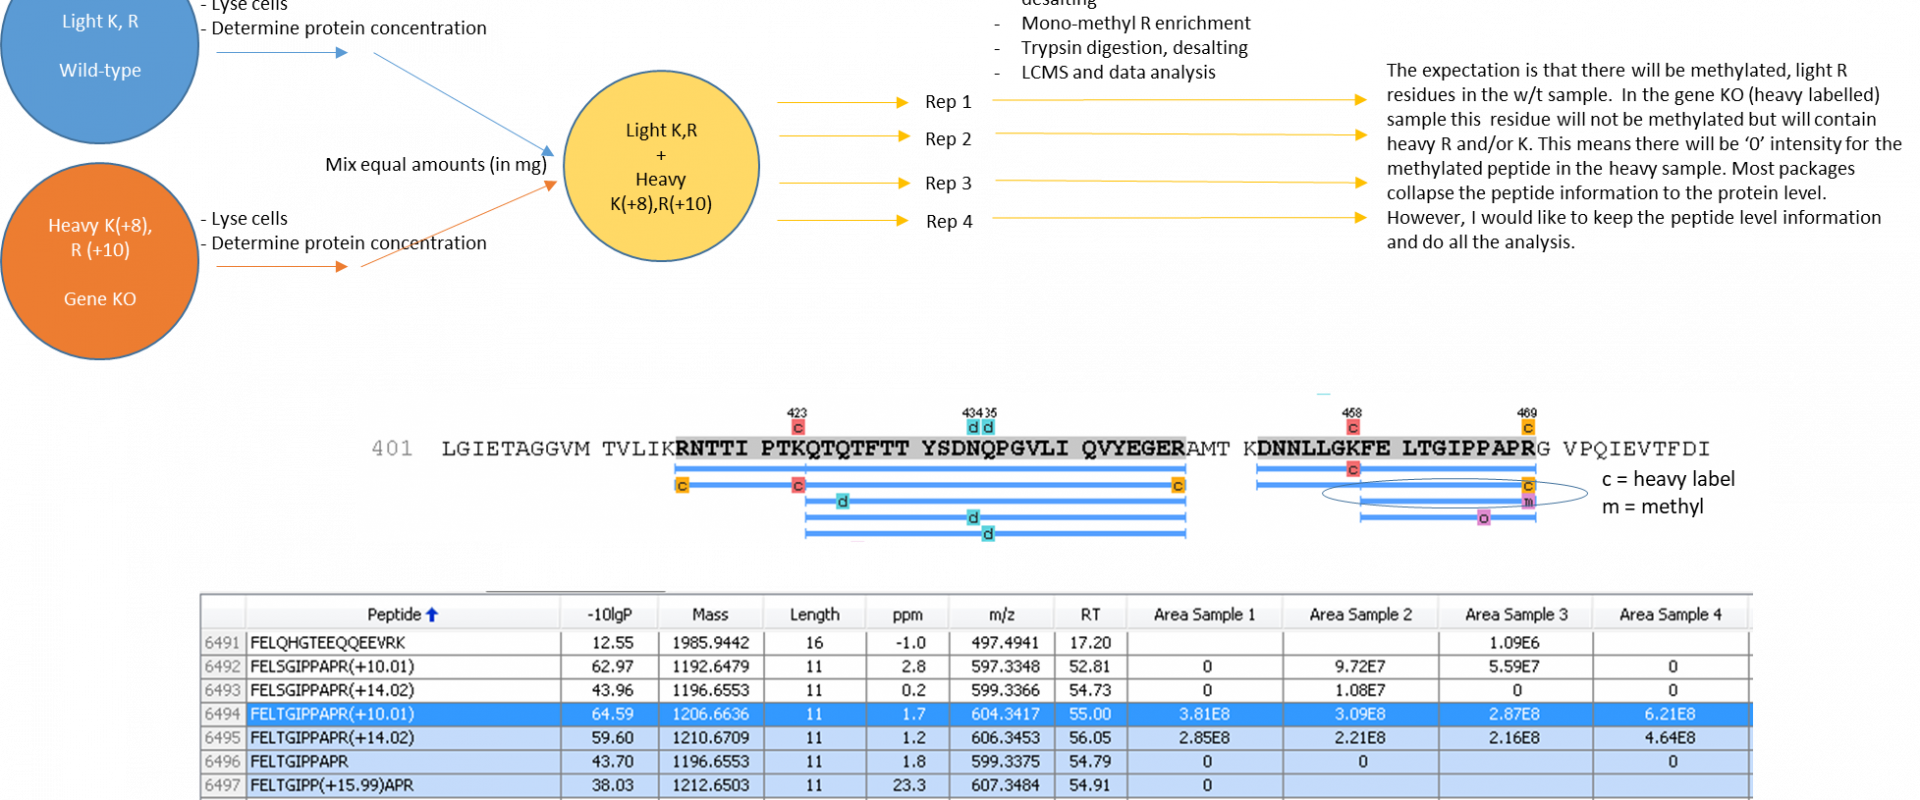 Light K, R
Wild-type
- Lyse cells
- Determine protein concentration
Heavy K(+8),
R (+10)
Gene KO
- Lyse cells
- Determine protein concentration
Mix equal amounts (in mg)
Light K,R
+
Heavy
K(+8),R(+10)
desalting
- Mono-methyl R enrichment
- Trypsin digestion, desalting
- LCMS and data analysis
Rep 1
Rep 2
Rep 3
Rep 4
The expectation is that there will be methylated, light R
residues in the w/t sample. In the gene KO (heavy labelled)
sample this residue will not be methylated but will contain
heavy R and/or K. This means there will be ‘0’ intensity for the
methylated peptide in the heavy sample. Most packages
collapse the peptide information to the protein level.
However, I would like to keep the peptide level information
and do all the analysis.
423 434 35 458 469
c d d c c
401 LGIETAGGVM TVLIKRNTTI PTKQTQTFTT YSDNQPGVLI QVYEGERAMT KDNNLLGKFE LTGIPPAPRG VPQIEVTFDI
c
c c c c
d m
d o
d
c = heavy label
m = methyl
Peptide -10lgP Mass Length ppm m/z RT Area Sample 1 Area Sample 2 Area Sample 3 Area Sample 4
6491 FELQHGTEEQQEEVRK 12.55 1985.9442 16 -1.0 497.4941 17.20 1.09E6
6492 FELSGIPPAPR(+10.01) 62.97 1192.6479 11 2.8 597.3348 52.81 0 9.72E7 5.59E7 0
6493 FELSGIPPAPR(+14.02) 43.96 1196.6553 11 0.2 599.3366 54.73 0 1.08E7 0 0
6494 FELTGIPPAPR(+10.01) 64.59 1206.6636 11 1.7 604.3417 55.00 3.81E8 3.09E8 2.87E8 6.21E8
6495 FELTGIPPAPR(+14.02) 59.60 1210.6709 11 1.2 606.3453 56.05 2.85E8 2.21E8 2.16E8 4.64E8
6496 FELTGIPPAPR 43.70 1196.6553 11 1.8 599.3375 54.79 0 0 0
6497 FELTGIPP(+15.99)APR 38.03 1212.6503 11 23.3 607.3484 54.91 0